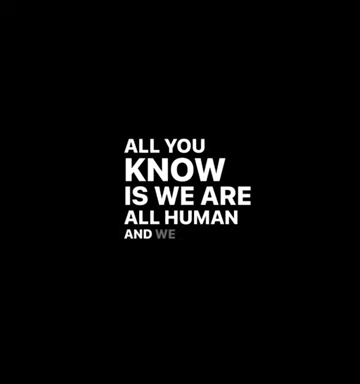 ALL YOU
KNOW
IS WE ARE
ALL HUMAN
AND WE